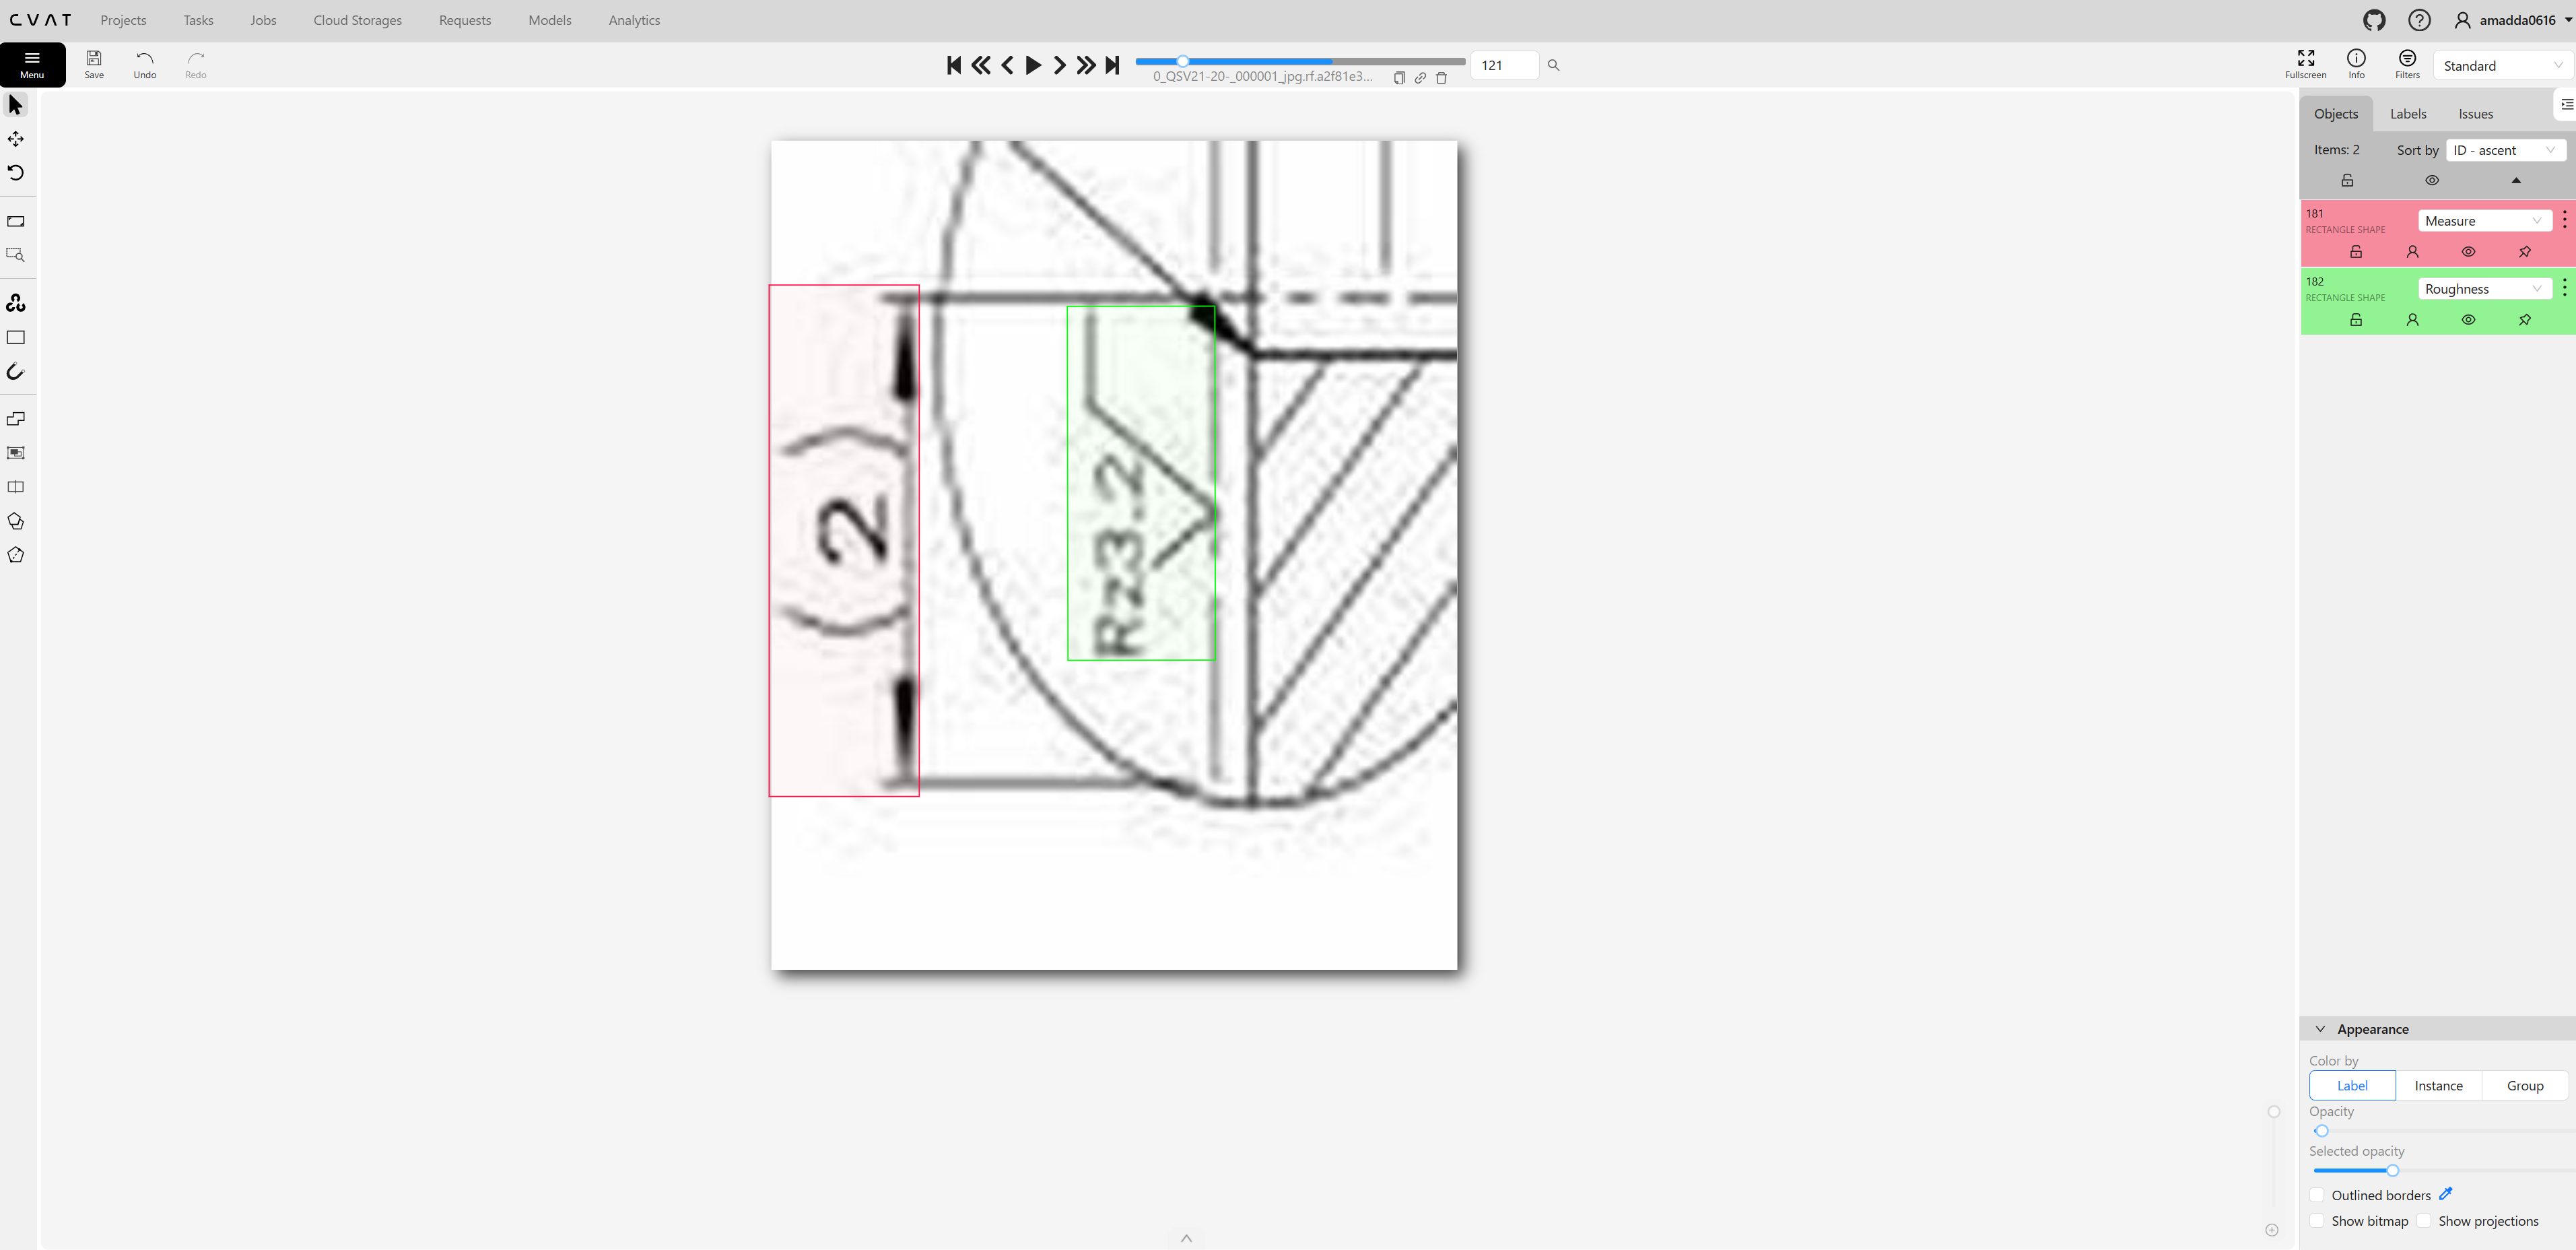 CVAT Projects Tasks Jobs Cloud Storages Requests Models Analytics amadda0616
Menu Save Undo Redo 121 Fullscreen Info Filters Standard
0_QSV21-20-_000001_jpg.rf.a2f81e3...
Objects Labels Issues
Items: 2 Sort by ID - ascent
181 Measure
RECTANGLE SHAPE
182 Roughness
RECTANGLE SHAPE
(2)
Rz3.2
Appearance
Color by
Label Instance Group
Opacity
Selected opacity
Outlined borders
Show bitmap Show projections